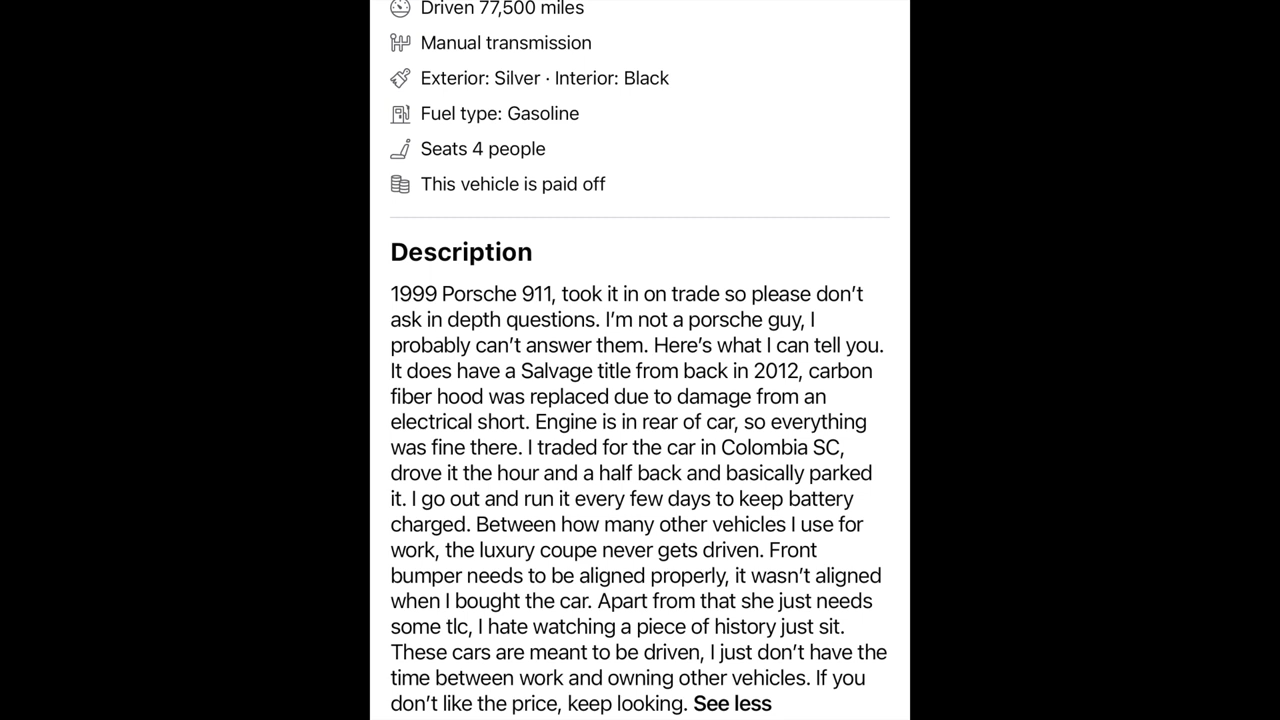 Driven 77,500 miles
Manual transmission
Exterior: Silver · Interior: Black
Fuel type: Gasoline
Seats 4 people
This vehicle is paid off
Description
1999 Porsche 911, took it in on trade so please don’t
ask in depth questions. I’m not a porsche guy, I
probably can’t answer them. Here’s what I can tell you.
It does have a Salvage title from back in 2012, carbon
fiber hood was replaced due to damage from an
electrical short. Engine is in rear of car, so everything
was fine there. I traded for the car in Colombia SC,
drove it the hour and a half back and basically parked
it. I go out and run it every few days to keep battery
charged. Between how many other vehicles I use for
work, the luxury coupe never gets driven. Front
bumper needs to be aligned properly, it wasn’t aligned
when I bought the car. Apart from that she just needs
some tlc, I hate watching a piece of history just sit.
These cars are meant to be driven, I just don’t have the
time between work and owning other vehicles. If you
don’t like the price, keep looking. See less